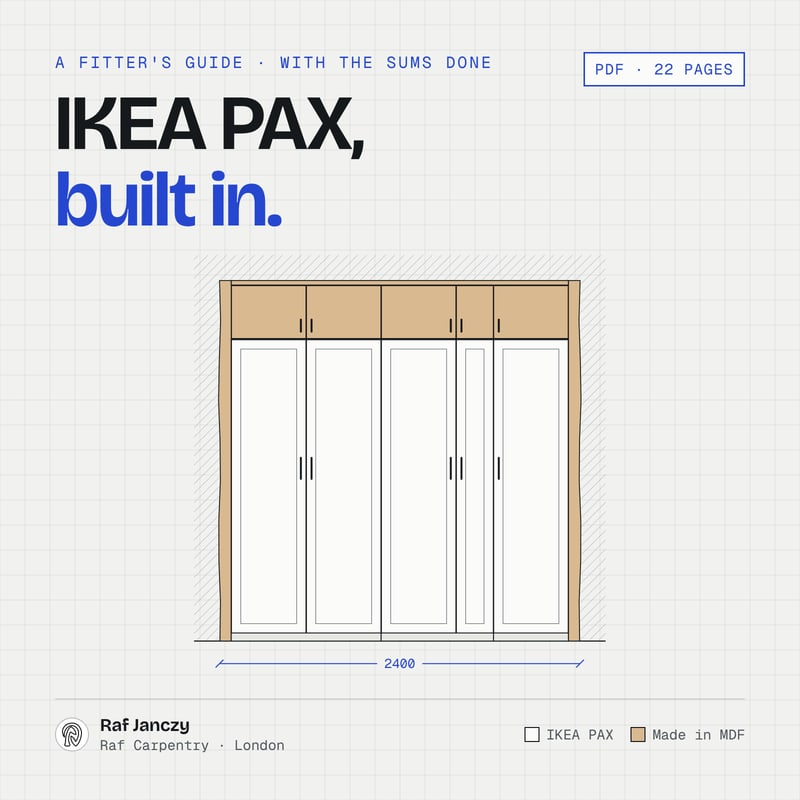 A FITTER'S GUIDE · WITH THE SUMS DONE
PDF · 22 PAGES
IKEA PAX,
built in.
2400
Raf Janczy
Raf Carpentry · London
IKEA PAX
Made in MDF